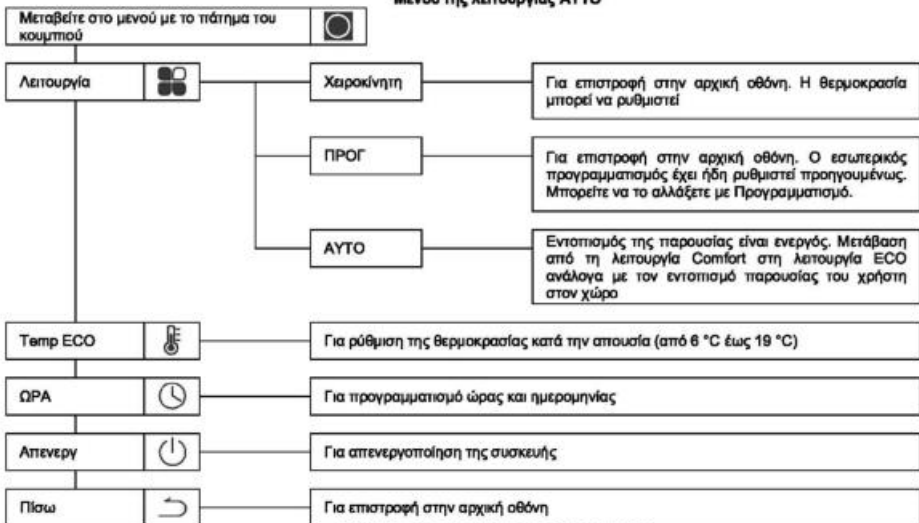 Μενού της λειτουργίας ΑΥΤΟ
Μεταβείτε στο μενού με το πάτημα του
κουμπιού
Λειτουργία
Χειροκίνητη
Για επιστροφή στην αρχική οθόνη. Η θερμοκρασία
μπορεί να ρυθμιστεί
ΠΡΟΓ
Για επιστροφή στην αρχική οθόνη. Ο εσωτερικός
προγραμματισμός έχει ήδη ρυθμιστεί προηγουμένως.
Μπορείτε να το αλλάξετε με Προγραμματισμό.
ΑΥΤΟ
Εντοπισμός της παρουσίας είναι ενεργός. Μετάβαση
από τη λειτουργία Comfort στη λειτουργία ECO
ανάλογα με τον εντοπισμό παρουσίας του χρήστη
στον χώρο
Temp ECO
Για ρύθμιση της θερμοκρασίας κατά την απουσία (από 6 °C έως 19 °C)
ΩΡΑ
Για προγραμματισμό ώρας και ημερομηνίας
Απενεργ
Για απενεργοποίηση της συσκευής
Πίσω
Για επιστροφή στην αρχική οθόνη